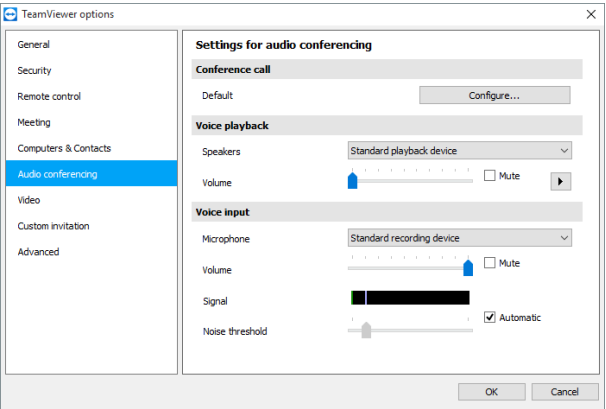 TeamViewer options
General
Security
Remote control
Meeting
Computers & Contacts
Audio conferencing
Video
Custom invitation
Advanced
Settings for audio conferencing
Conference call
Default
Configure...
Voice playback
Speakers
Standard playback device
Volume
Mute
Voice input
Microphone
Standard recording device
Volume
Mute
Signal
Automatic
Noise threshold
OK
Cancel